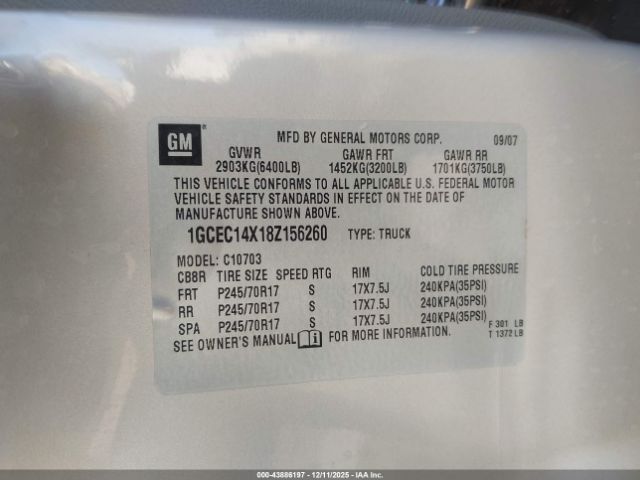 GM
MFD BY GENERAL MOTORS CORP. 09/07
GVWR GAWR FRT GAWR RR
2903KG(6400LB) 1452KG(3200LB) 1701KG(3750LB)
THIS VEHICLE CONFORMS TO ALL APPLICABLE U.S. FEDERAL MOTOR
VEHICLE SAFETY STANDARDS IN EFFECT ON THE DATE OF
MANUFACTURE SHOWN ABOVE.
1GCEC14X18Z156260 TYPE: TRUCK
MODEL: C10703
CB8R TIRE SIZE SPEED RTG RIM COLD TIRE PRESSURE
FRT P245/70R17 S 17X7.5J 240KPA(35PSI)
RR P245/70R17 S 17X7.5J 240KPA(35PSI)
SPA P245/70R17 S 17X7.5J 240KPA(35PSI)
SEE OWNER'S MANUAL FOR MORE INFORMATION.
F 301 LB
T 1372 LB
000-43886197 - 12/11/2025 - IAA Inc.